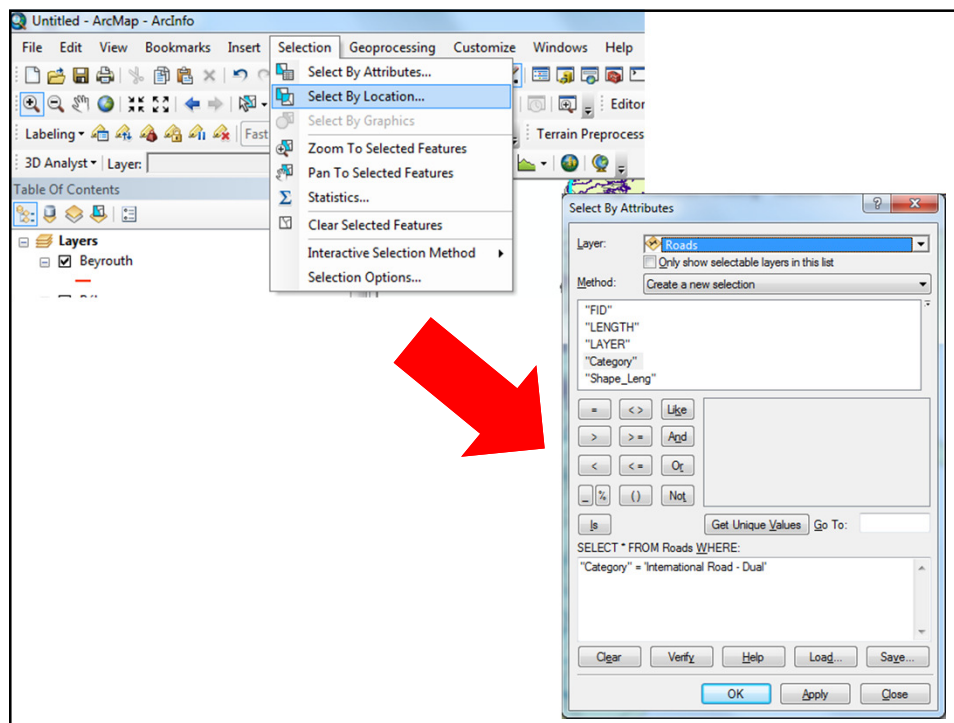 Untitled - ArcMap - ArcInfo
File Edit View Bookmarks Insert Selection Geoprocessing Customize Windows Help
Select By Attributes...
Select By Location...
Editor
Select By Graphics
Labeling Fast
Terrain Preprocess
Zoom To Selected Features
3D Analyst Layer:
Pan To Selected Features
Table Of Contents
Statistics...
Clear Selected Features
Layers
Interactive Selection Method
Beyrouth
Selection Options...
Select By Attributes
Layer: Roads
Only show selectable layers in this list
Method: Create a new selection
"FID"
"LENGTH"
"LAYER"
"Category"
"Shape_Leng"
= < > Like
> > = And
< < = Or
_ % ( ) Not
Is Get Unique Values Go To:
SELECT * FROM Roads WHERE:
"Category" = 'International Road - Dual'
Clear Verify Help Load... Save...
OK Apply Close